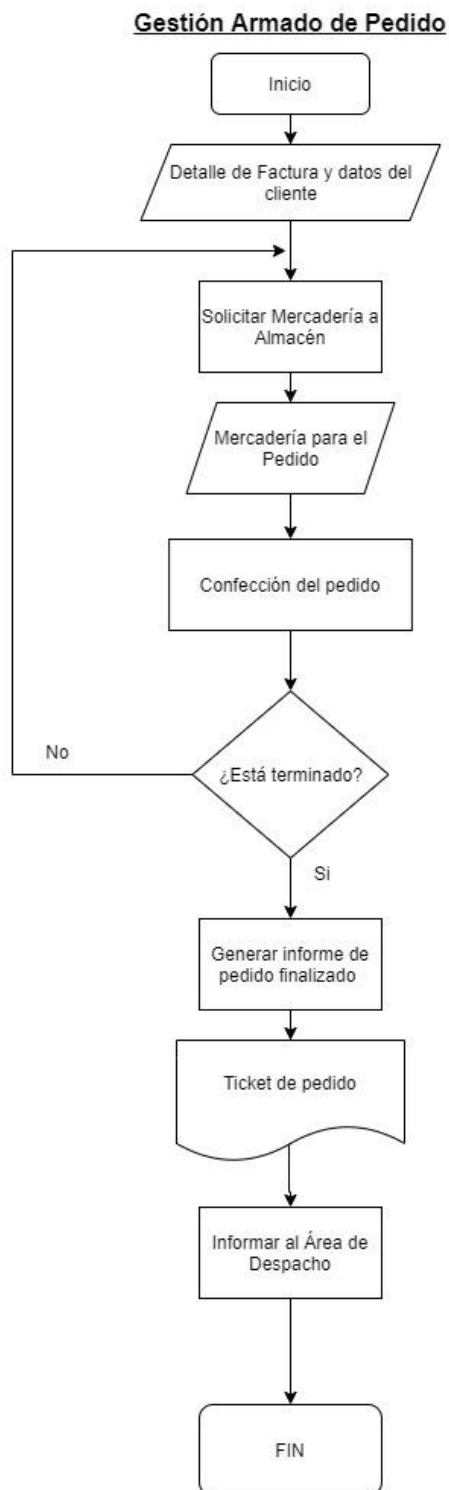 Gestión Armado de Pedido
Inicio
Detalle de Factura y datos del
cliente
Solicitar Mercadería a
Almacén
Mercadería para el
Pedido
Confección del pedido
¿Está terminado?
No
Si
Generar informe de
pedido finalizado
Ticket de pedido
Informar al Área de
Despacho
FIN